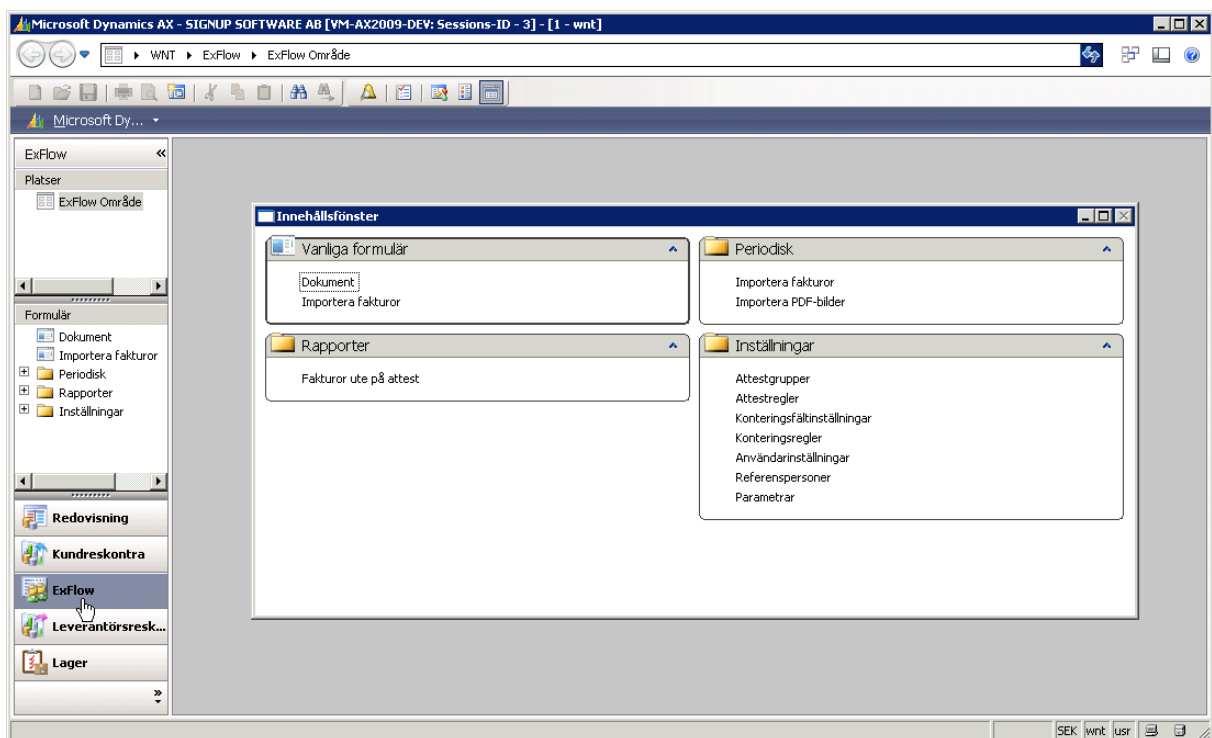 Microsoft Dynamics AX - SIGNUP SOFTWARE AB [VM-AX2009-DEV: Sessions-ID - 3] - [1 - wnt]
WNT ExFlow ExFlow Område
Microsoft Dy...
ExFlow
Platser
ExFlow Område
Formulär
Dokument
Importera fakturor
Periodisk
Rapporter
Inställningar
Redovisning
Kundreskontra
ExFlow
Leverantörsresk...
Lager
Innehållsfönster
Vanliga formulär
Dokument
Importera fakturor
Rapporter
Fakturor ute på attest
Periodisk
Importera fakturor
Importera PDF-bilder
Inställningar
Attestgrupper
Attestregler
Konteringsfältinställningar
Konteringsregler
Användarinställningar
Referenspersoner
Parametrar
SEK wnt usr